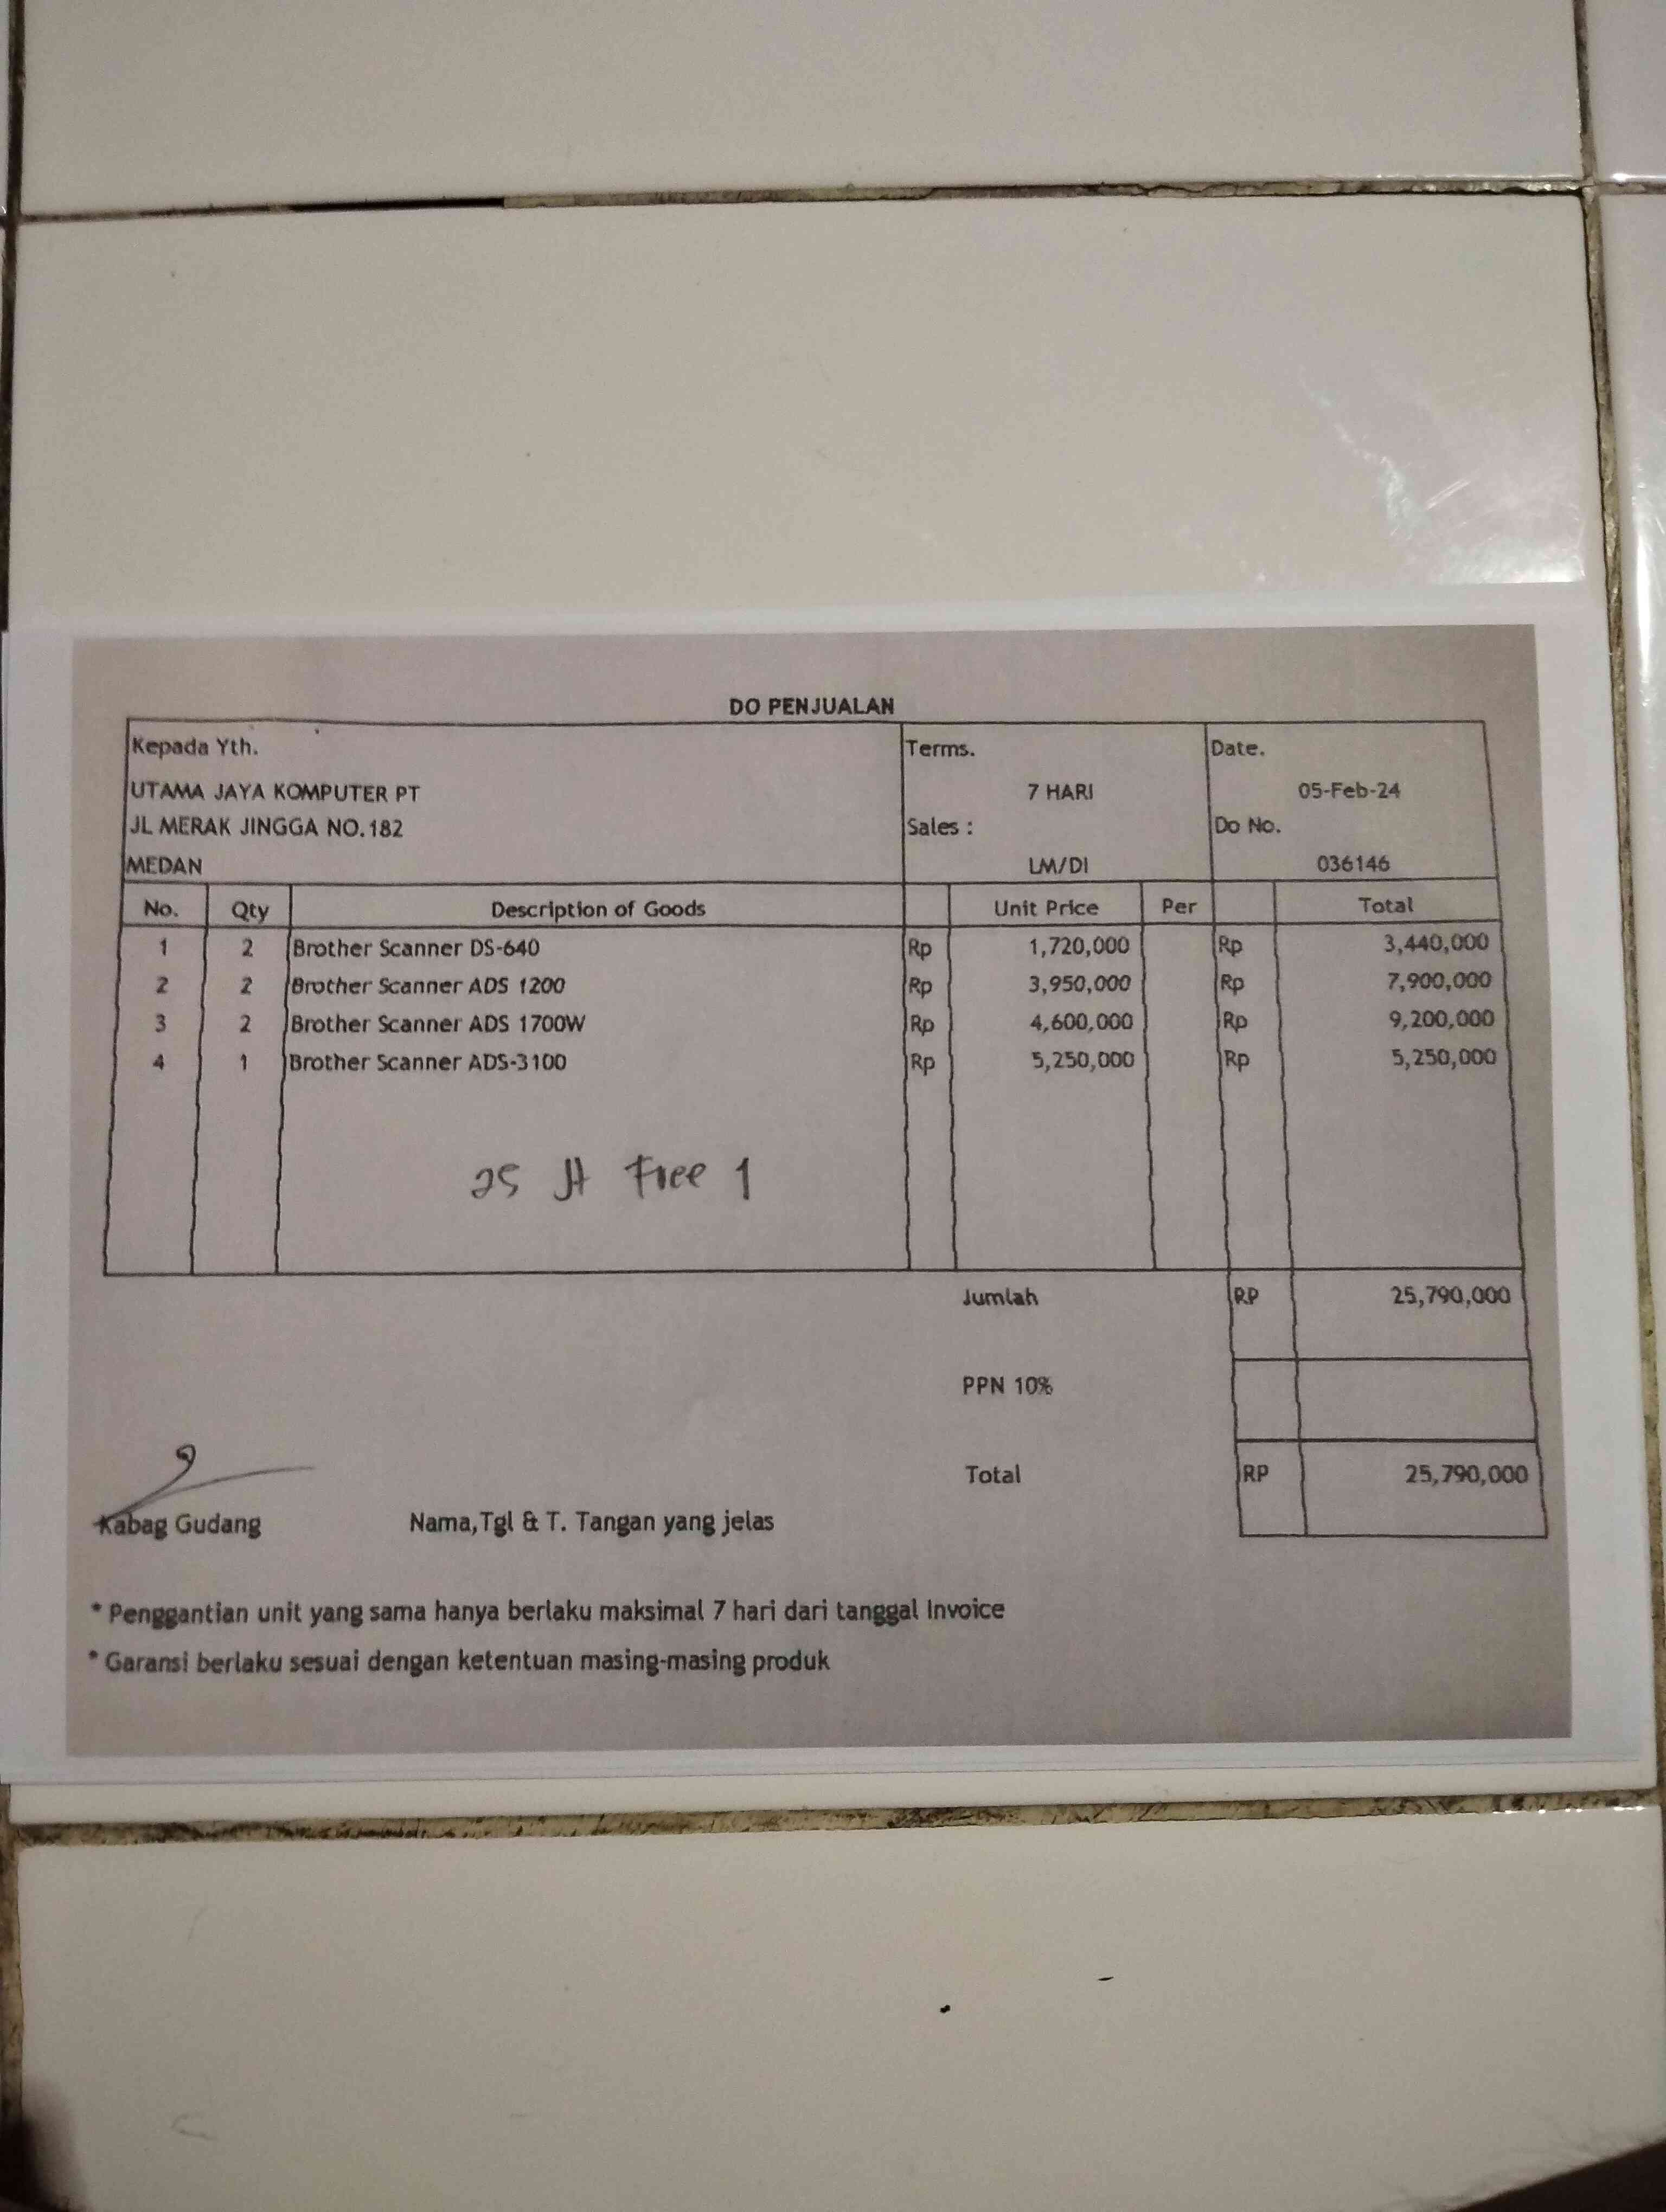 DO PENJUALAN
Kepada Yth. Terms. Date.
UTAMA JAYA KOMPUTER PT 7 HARI 05-Feb-24
JL MERAK JINGGA NO.182 Sales : Do No.
MEDAN LM/DI 036146
No. Qty Description of Goods Unit Price Per Total
1 2 Brother Scanner DS-640 Rp 1,720,000 Rp 3,440,000
2 2 Brother Scanner ADS 1200 Rp 3,950,000 Rp 7,900,000
3 2 Brother Scanner ADS 1700W Rp 4,600,000 Rp 9,200,000
4 1 Brother Scanner ADS-3100 Rp 5,250,000 Rp 5,250,000
25 Jt Free 1
Jumlah RP 25,790,000
PPN 10%
Total RP 25,790,000
Kabag Gudang Nama,Tgl & T. Tangan yang jelas
* Penggantian unit yang sama hanya berlaku maksimal 7 hari dari tanggal Invoice
* Garansi berlaku sesuai dengan ketentuan masing-masing produk